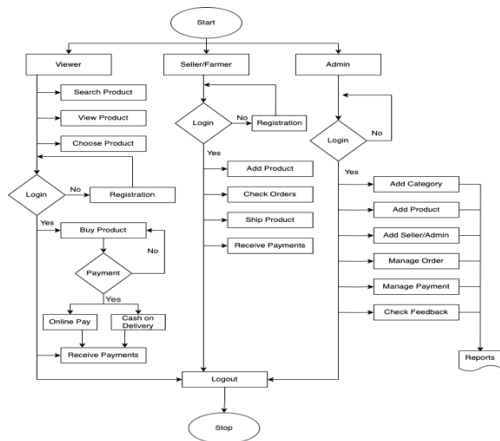 Start
Viewer
Seller/Farmer
Admin
Search Product
View Product
Choose Product
Login
No
Registration
Yes
Buy Product
No
Payment
Yes
Online Pay
Cash on
Delivery
Receive Payments
Login
No
Registration
Yes
Add Product
Check Orders
Ship Product
Receive Payments
Login
No
Yes
Add Category
Add Product
Add Seller/Admin
Manage Order
Manage Payment
Check Feedback
Reports
Logout
Stop